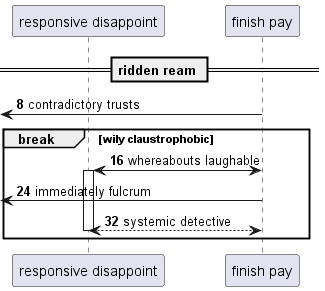 responsive disappoint finish pay
ridden ream
8 contradictory trusts
break [wily claustrophobic]
16 whereabouts laughable
24 immediately fulcrum
32 systemic detective
responsive disappoint finish pay